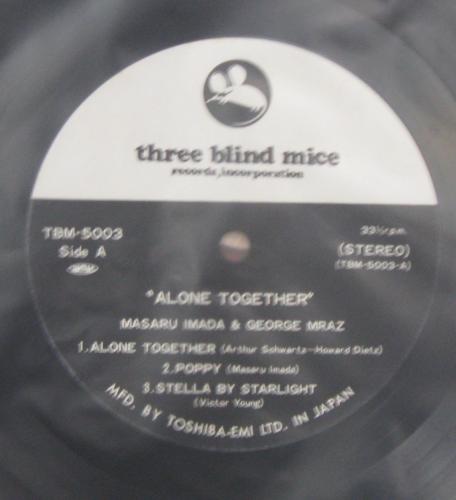 three blind mice
records, incorporation
TBM-5003
Side A
33⅓r.p.m.
(STEREO)
(TBM-5003-A)
"ALONE TOGETHER"
MASARU IMADA & GEORGE MRAZ
1. ALONE TOGETHER (Arthur Schwartz-Howard Dietz)
2. POPPY (Masaru Imada)
3. STELLA BY STARLIGHT
(Victor Young)
MFD. BY TOSHIBA-EMI LTD. IN JAPAN